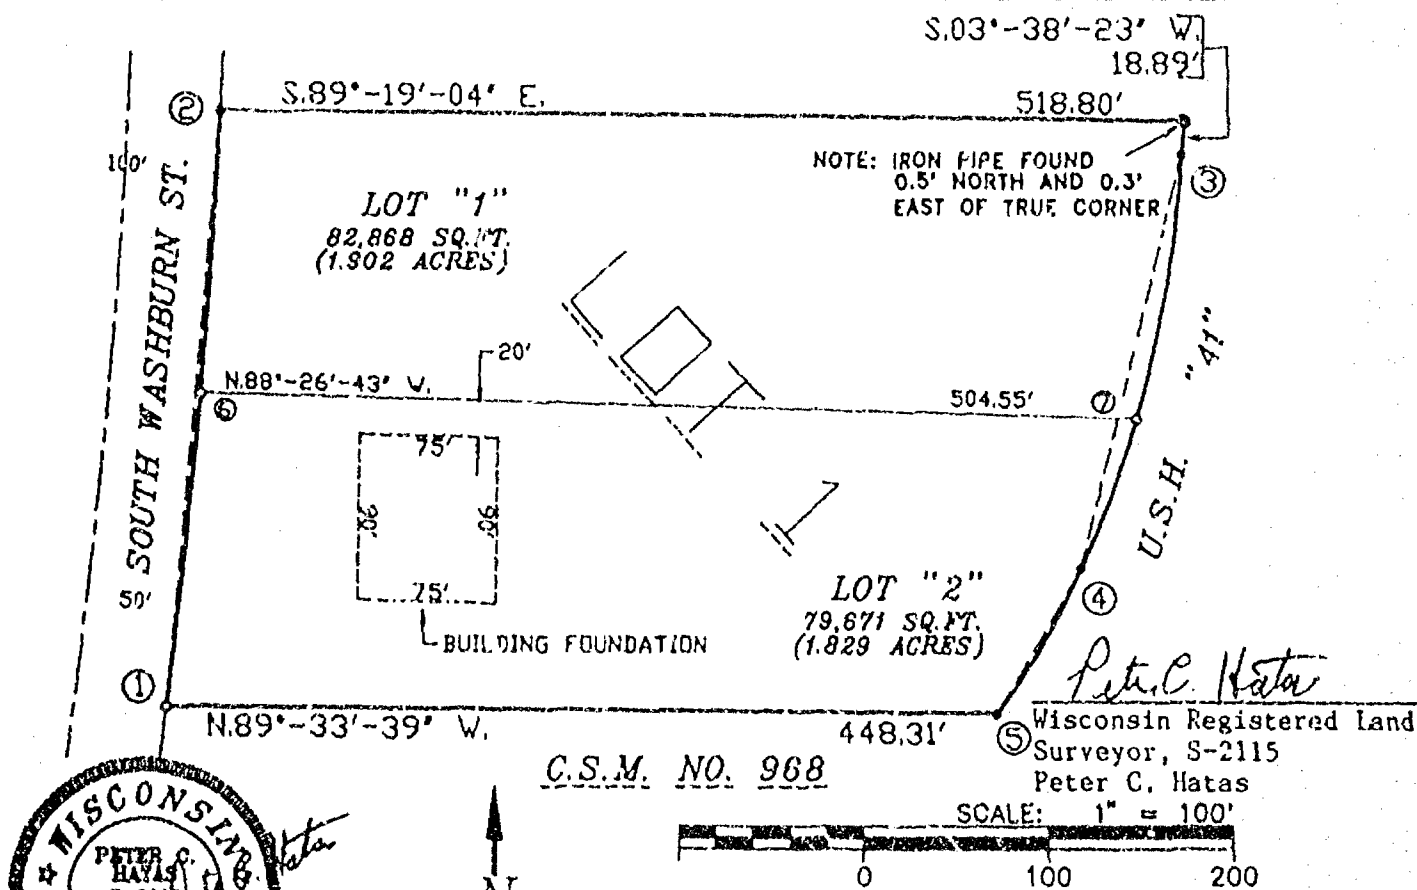 S.03°-38'-23" W.
18.89'
②
S.89°-19'-04" E.
518.80'
100'
NOTE: IRON PIPE FOUND
0.5' NORTH AND 0.3'
EAST OF TRUE CORNER
③
LOT "1"
82,868 SQ.FT.
(1.902 ACRES)
SOUTH WASHBURN ST.
20'
N.88°-26'-43" W.
504.55'
⑦
⑥
U.S.H. "41"
75'
90'
90'
75'
50'
BUILDING FOUNDATION
LOT "2"
79,671 SQ.FT.
(1.829 ACRES)
④
①
N.89°-33'-39" W.
448.31'
⑤
Peter C. Hatas
Wisconsin Registered Land
Surveyor, S-2115
Peter C. Hatas
C.S.M. NO. 968
SCALE: 1" = 100'
0 100 200
WISCONSIN
PETER C.
HATAS
N